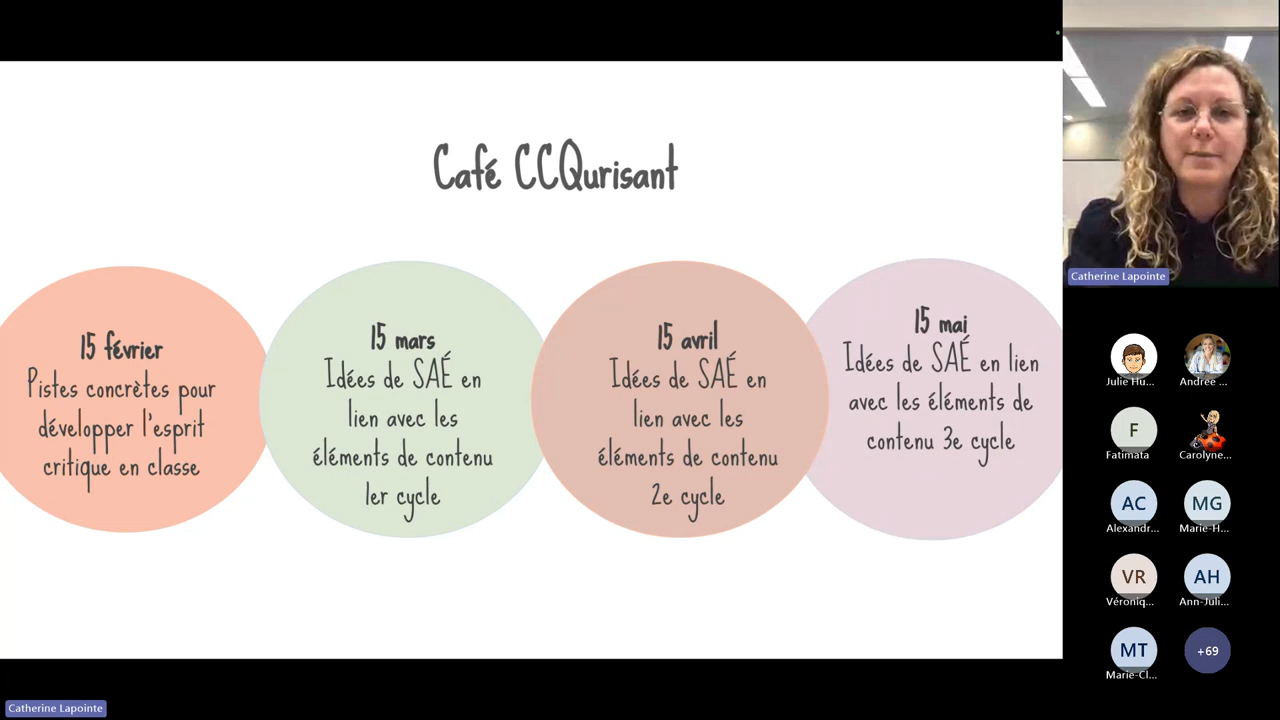 Café CCQurisant
15 février
Pistes concrètes pour
développer l'esprit
critique en classe
15 mars
Idées de SAÉ en
lien avec les
éléments de contenu
1er cycle
15 avril
Idées de SAÉ en
lien avec les
éléments de contenu
2e cycle
15 mai
Idées de SAÉ en lien
avec les éléments de
contenu 3e cycle
Catherine Lapointe
Julie Hu...
Andrée ...
F
Fatimata
Carolyne...
AC
Alexandr...
MG
Marie-H...
VR
Véroniq...
AH
Ann-Juli...
MT
Marie-Cl...
+69
Catherine Lapointe